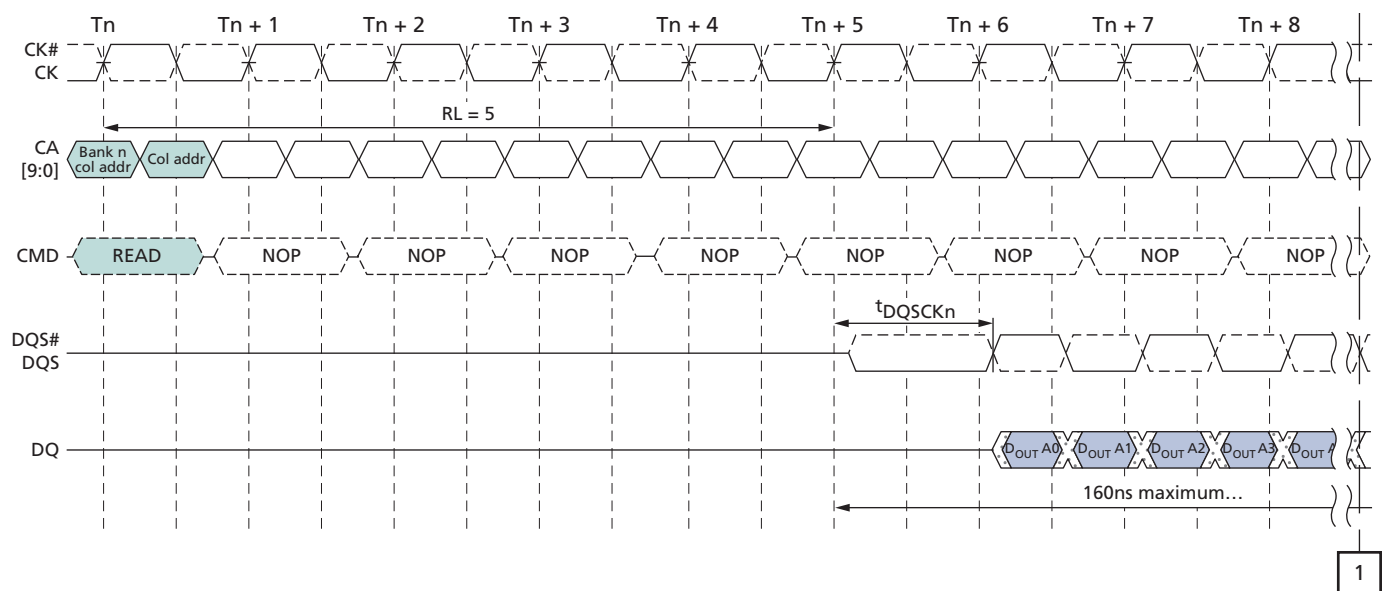 Tn Tn + 1 Tn + 2 Tn + 3 Tn + 4 Tn + 5 Tn + 6 Tn + 7 Tn + 8
CK#
CK
RL = 5
CA
[9:0]
Bank n
col addr
Col addr
CMD READ NOP NOP NOP NOP NOP NOP NOP NOP
tDQSCKn
DQS#
DQS
DQ DOUT A0 DOUT A1 DOUT A2 DOUT A3 DOUT
160ns maximum…
1